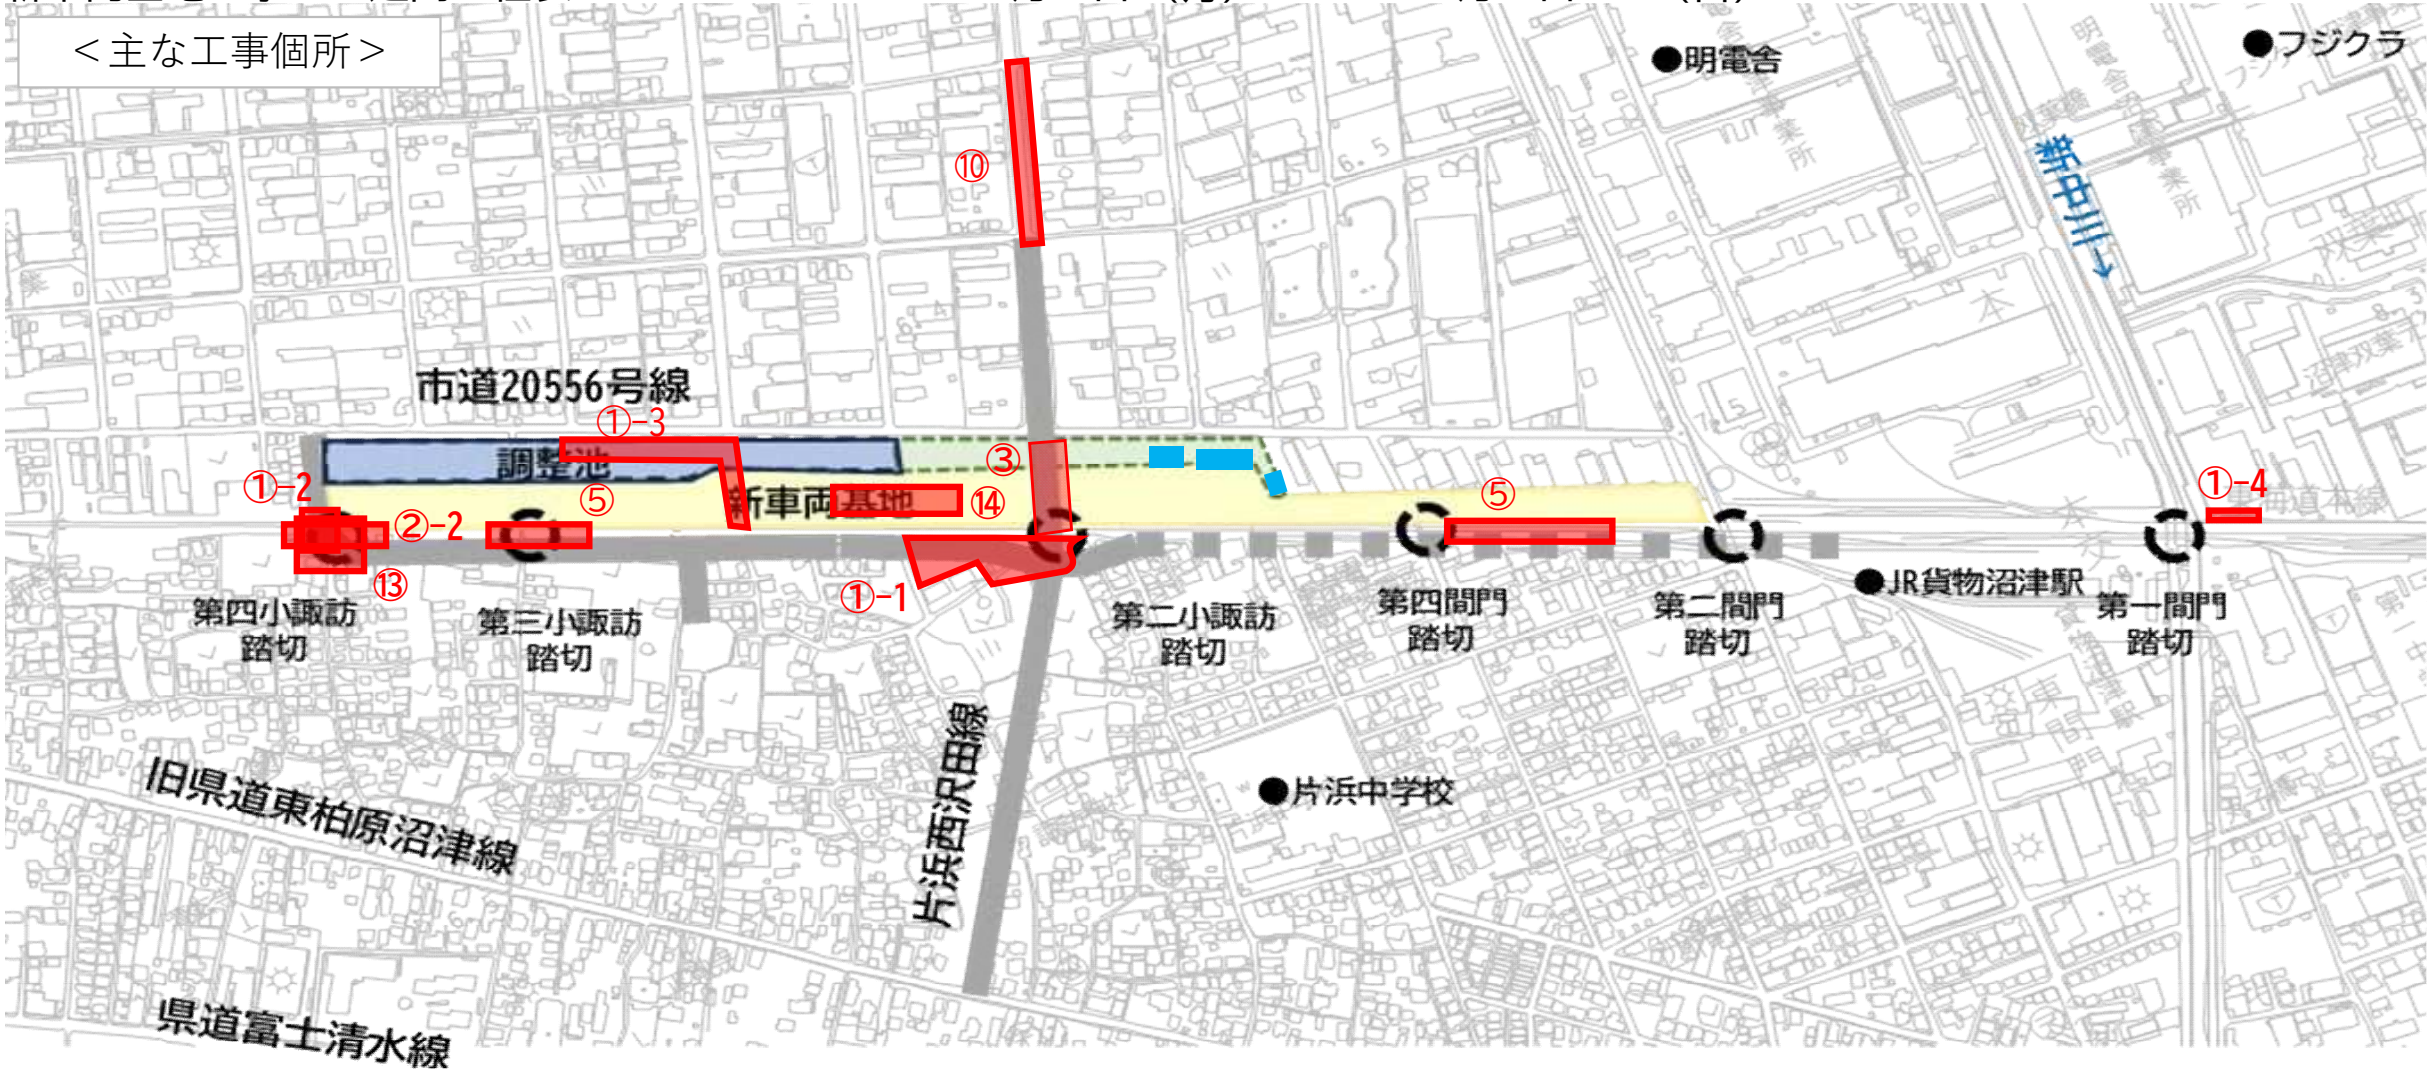 ＜主な工事個所＞
●明電舎
●フジクラ
新中川→
⑩
6.5
市道20556号線
①-3
調整池
③
①-2
⑤
新車両基地
⑭
⑤
①-4
②-2
⑬
①-1
●JR貨物沼津駅
第四小諏訪
踏切
第三小諏訪
踏切
第二小諏訪
踏切
第四間門
踏切
第二間門
踏切
第一間門
踏切
片浜西沢田線
●片浜中学校
旧県道東柏原沼津線
県道富士清水線